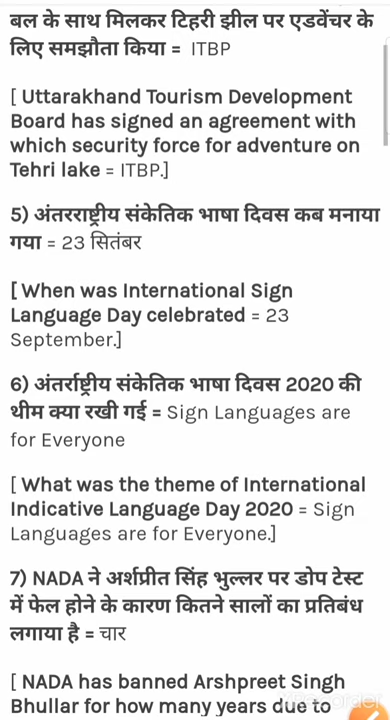 बल के साथ मिलकर टिहरी झील पर एडवेंचर के
लिए समझौता किया = ITBP
[ Uttarakhand Tourism Development
Board has signed an agreement with
which security force for adventure on
Tehri lake = ITBP.]
5) अंतरराष्ट्रीय संकेतिक भाषा दिवस कब मनाया
गया = 23 सितंबर
[ When was International Sign
Language Day celebrated = 23
September.]
6) अंतर्राष्ट्रीय संकेतिक भाषा दिवस 2020 की
थीम क्या रखी गई = Sign Languages are
for Everyone
[ What was the theme of International
Indicative Language Day 2020 = Sign
Languages are for Everyone.]
7) NADA ने अर्शप्रीत सिंह भुल्लर पर डोप टेस्ट
में फेल होने के कारण कितने सालों का प्रतिबंध
लगाया है = चार
[ NADA has banned Arshpreet Singh
Bhullar for how many years due to